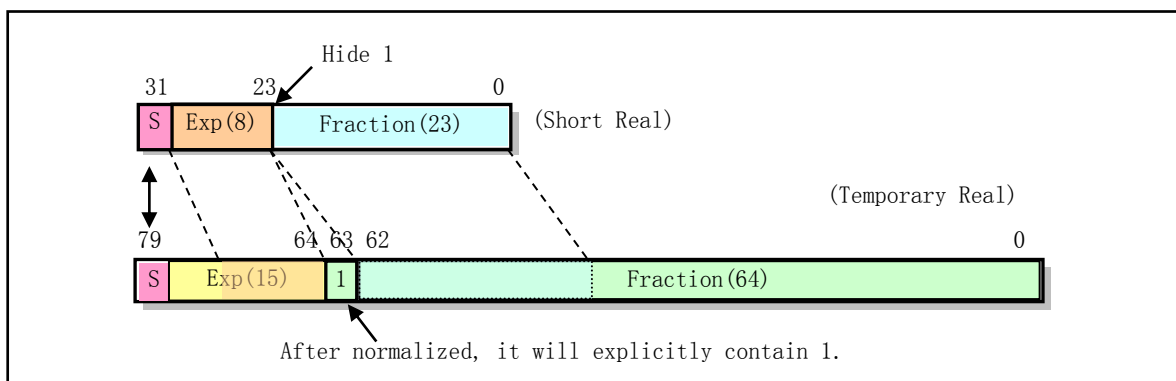 Hide 1
31 23 0
S Exp(8) Fraction(23) (Short Real)
(Temporary Real)
79 64 63 62 0
S Exp(15) 1 Fraction(64)
After normalized, it will explicitly contain 1.